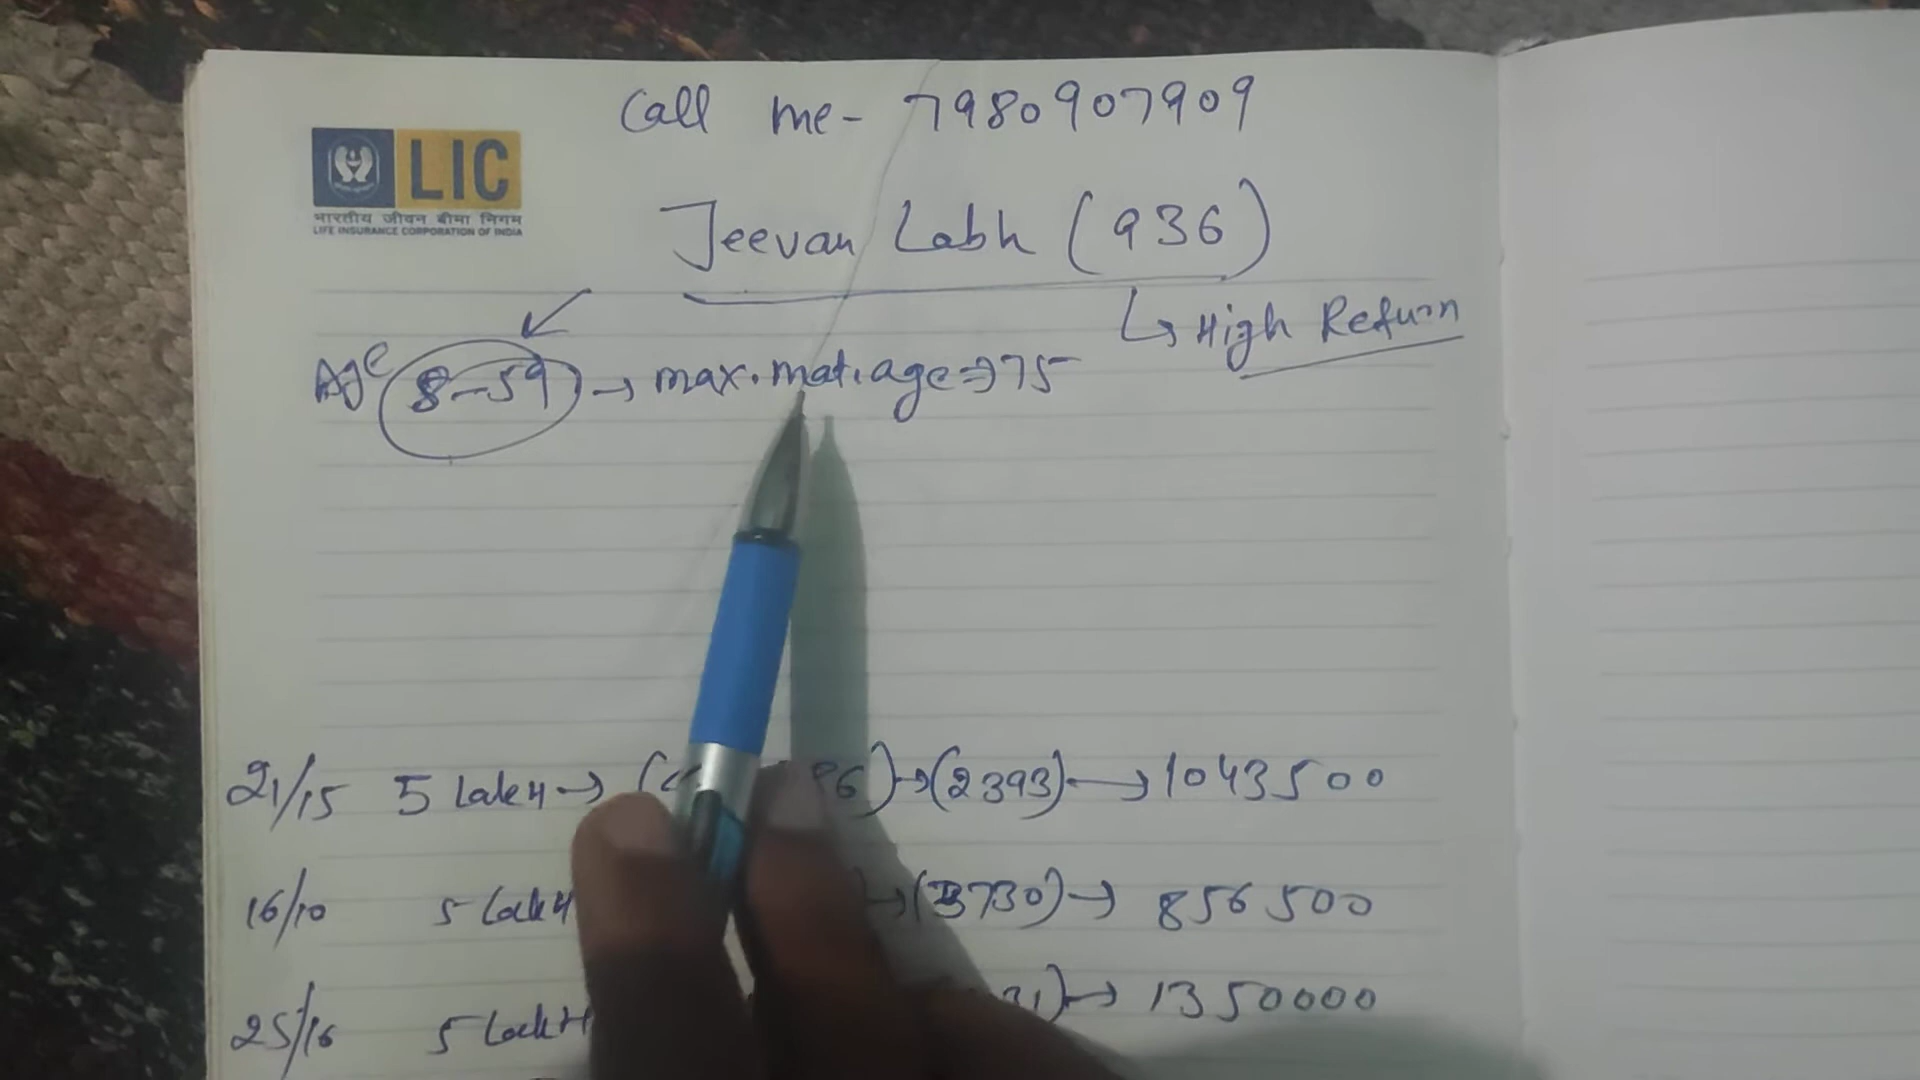 Call me- 7980907909
LIC
भारतीय जीवन बीमा निगम
LIFE INSURANCE CORPORATION OF INDIA
Jeevan Labh (936)
↳ High Return
Age 8-59 → max. mat. age ⇒ 75
21/15 5 Lakh → ( 86) → (2393) → 1043500
16/10 5 Lakh → (3730) → 856500
25/16 5 Lakh 31) → 1350000